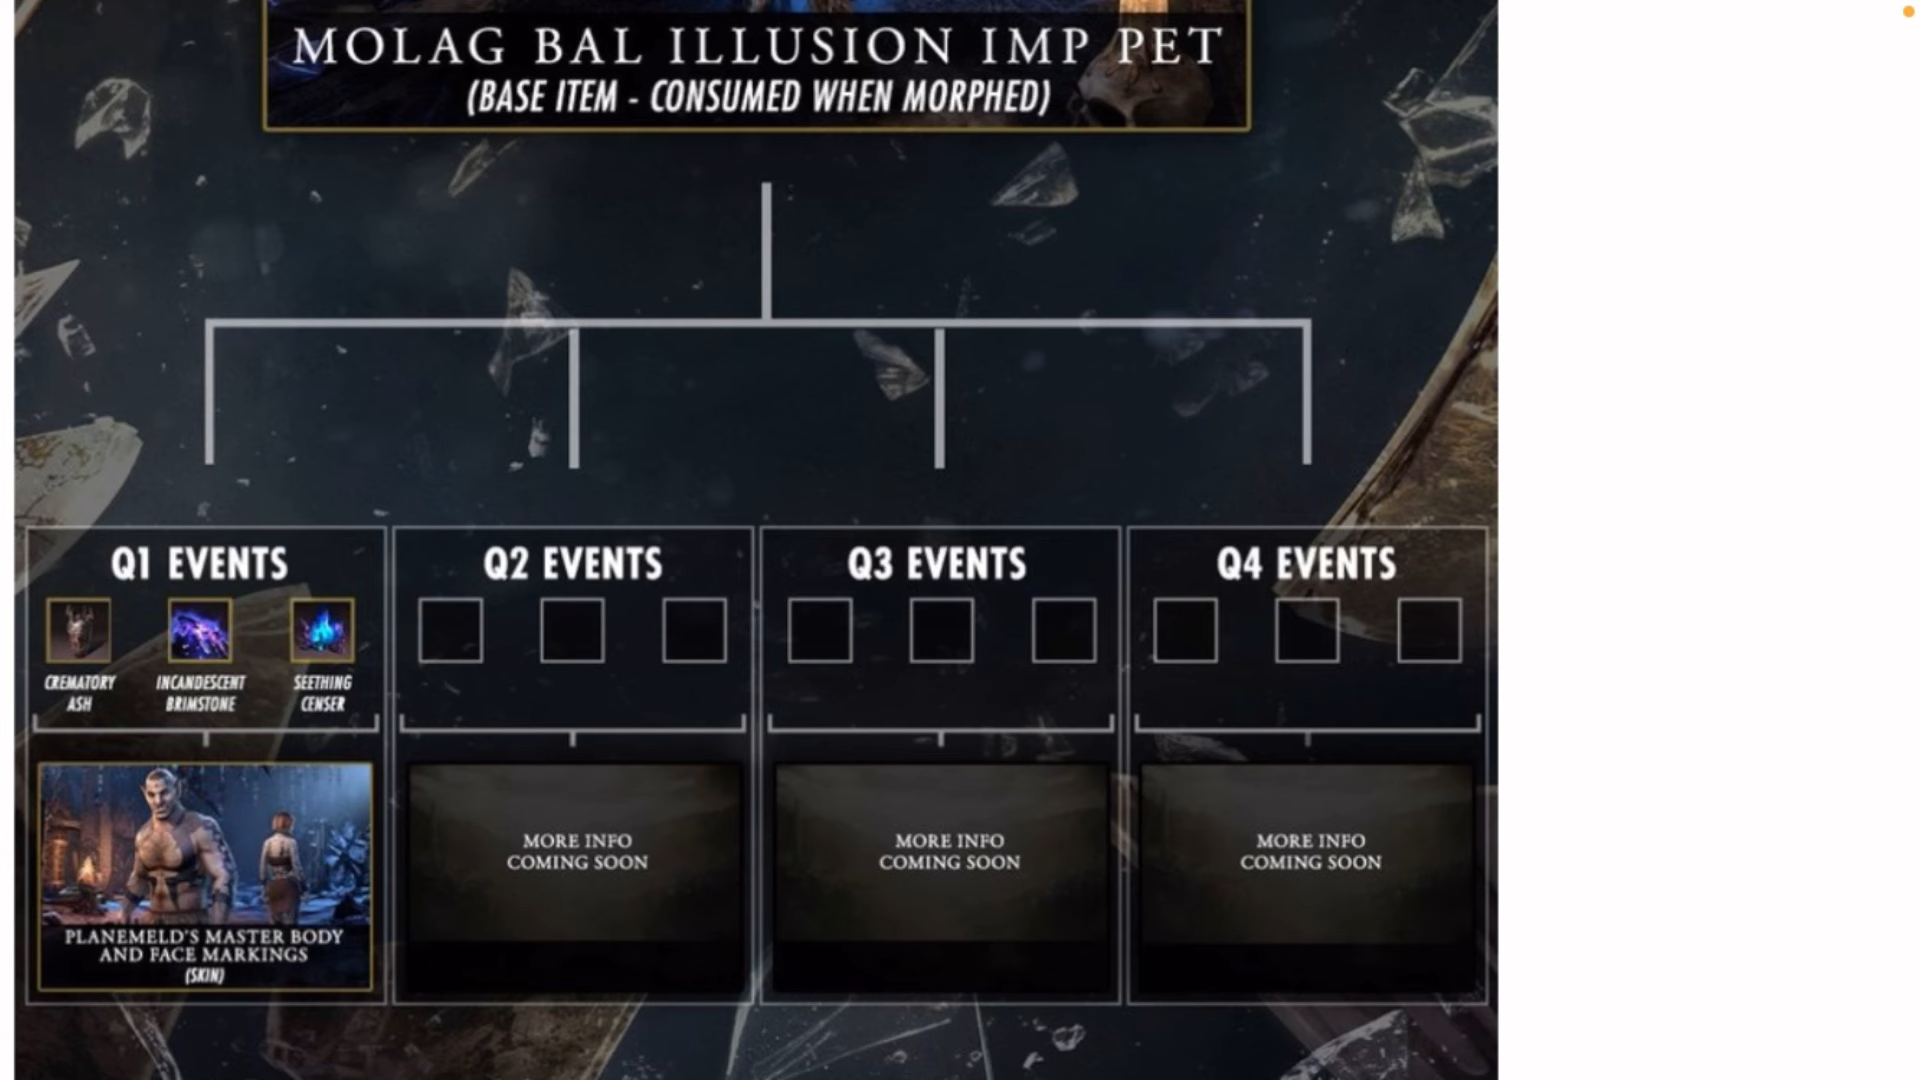 MOLAG BAL ILLUSION IMP PET
(BASE ITEM - CONSUMED WHEN MORPHED)
Q1 EVENTS
CREMATORY
ASH
INCANDESCENT
BRIMSTONE
SEETHING
CENSER
PLANEMELD'S MASTER BODY
AND FACE MARKINGS
(SKIN)
Q2 EVENTS
MORE INFO
COMING SOON
Q3 EVENTS
MORE INFO
COMING SOON
Q4 EVENTS
MORE INFO
COMING SOON